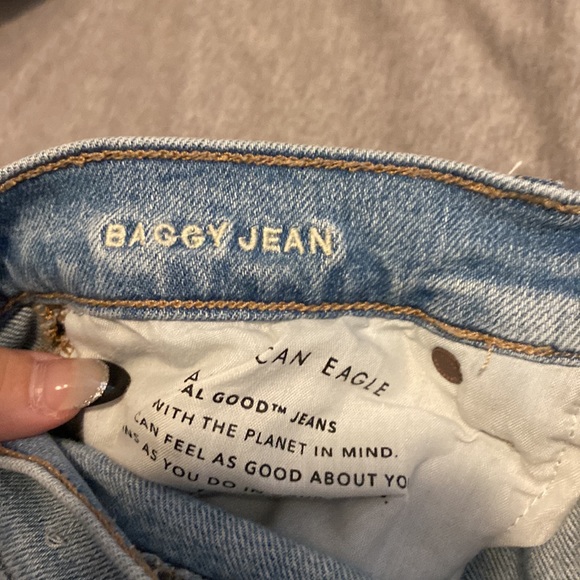 BAGGY JEAN
CAN EAGLE
A
AL GOOD™ JEANS
WITH THE PLANET IN MIND.
CAN FEEL AS GOOD ABOUT YO
AS YOU DO IN